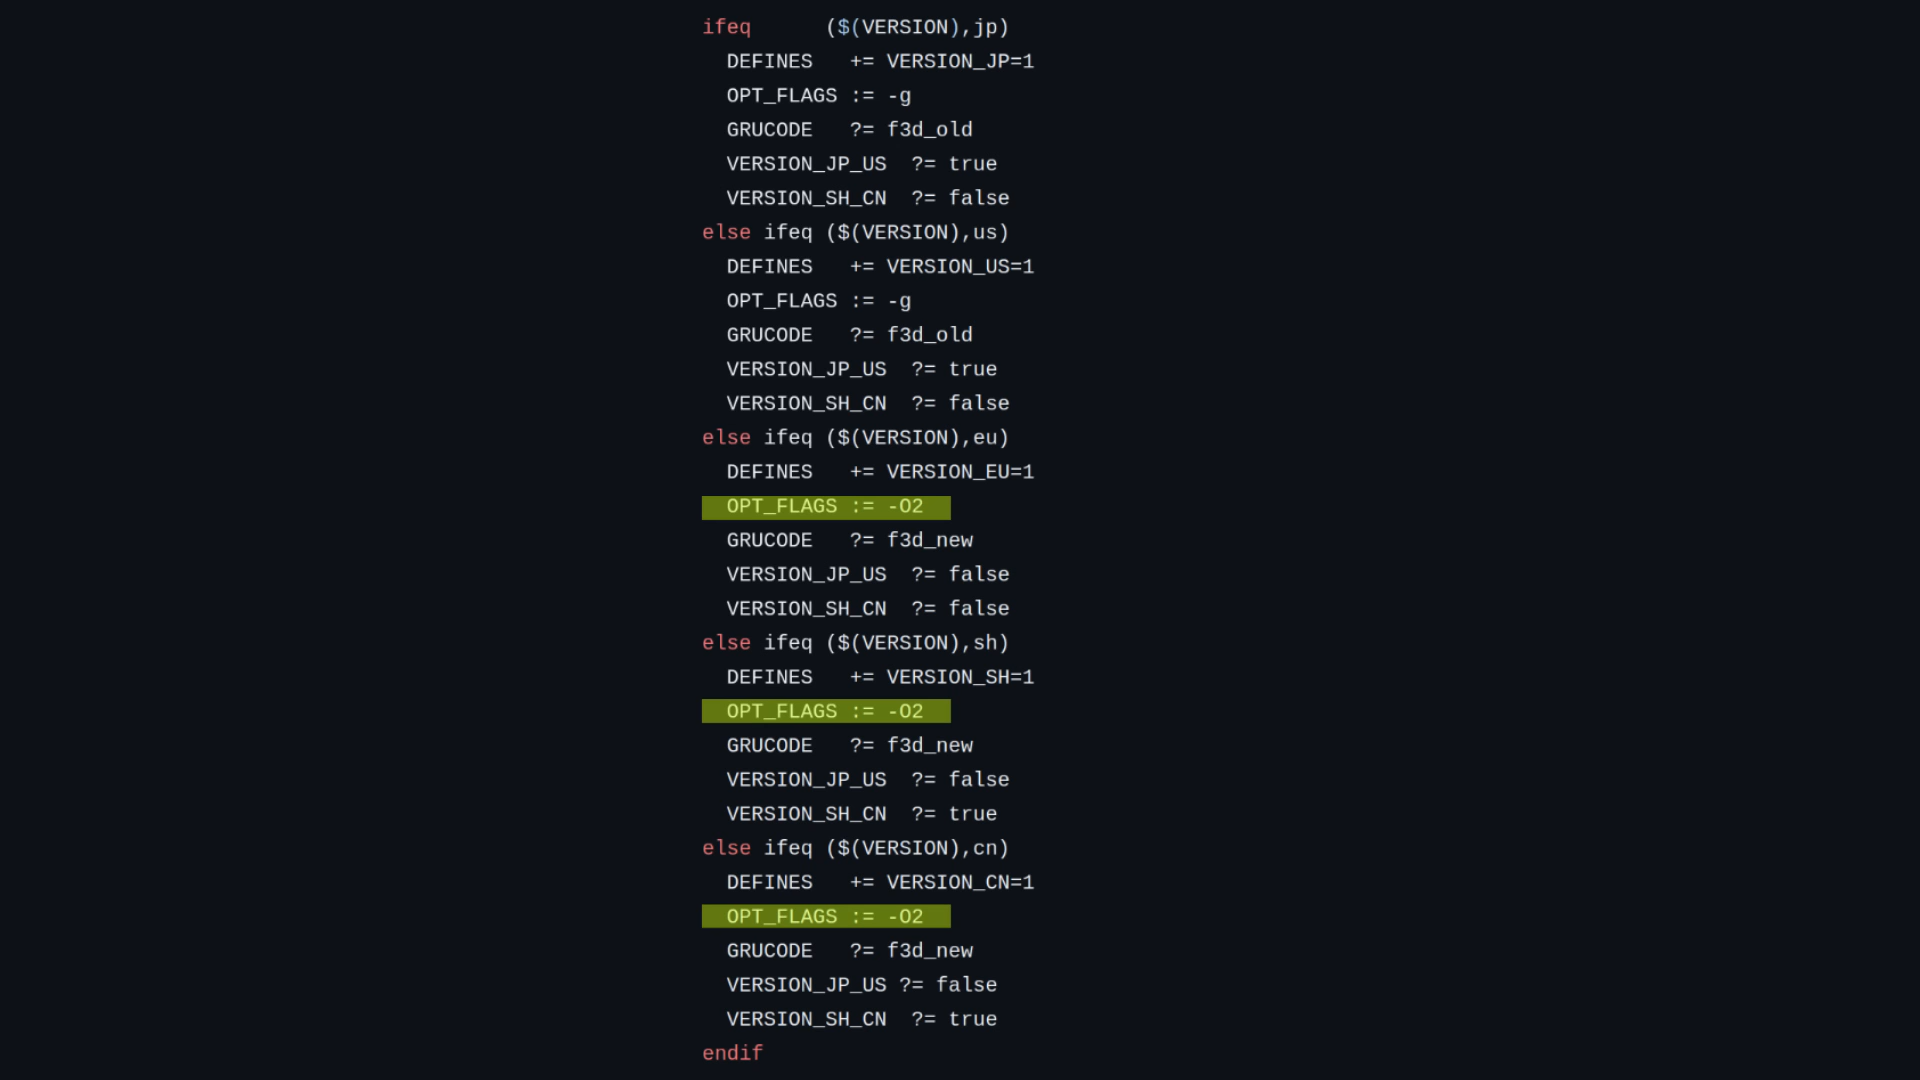 ifeq      ($(VERSION),jp)
  DEFINES   += VERSION_JP=1
  OPT_FLAGS := -g
  GRUCODE   ?= f3d_old
  VERSION_JP_US  ?= true
  VERSION_SH_CN  ?= false
else ifeq ($(VERSION),us)
  DEFINES   += VERSION_US=1
  OPT_FLAGS := -g
  GRUCODE   ?= f3d_old
  VERSION_JP_US  ?= true
  VERSION_SH_CN  ?= false
else ifeq ($(VERSION),eu)
  DEFINES   += VERSION_EU=1
  OPT_FLAGS := -O2
  GRUCODE   ?= f3d_new
  VERSION_JP_US  ?= false
  VERSION_SH_CN  ?= false
else ifeq ($(VERSION),sh)
  DEFINES   += VERSION_SH=1
  OPT_FLAGS := -O2
  GRUCODE   ?= f3d_new
  VERSION_JP_US  ?= false
  VERSION_SH_CN  ?= true
else ifeq ($(VERSION),cn)
  DEFINES   += VERSION_CN=1
  OPT_FLAGS := -O2
  GRUCODE   ?= f3d_new
  VERSION_JP_US ?= false
  VERSION_SH_CN  ?= true
endif